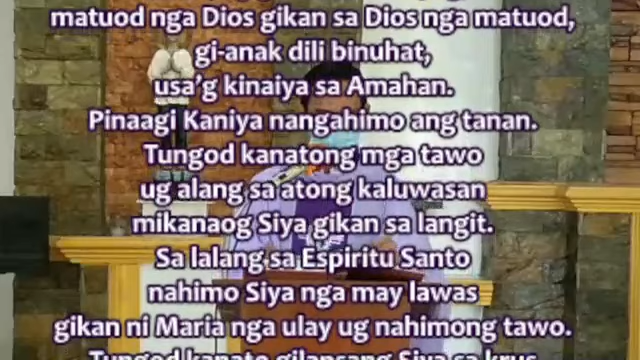 matuod nga Dios gikan sa Dios nga matuod,
gi-anak dili binuhat,
usa'g kinaiya sa Amahan.
Pinaagi Kaniya nangahimo ang tanan.
Tungod kanatong mga tawo
ug alang sa atong kaluwasan
mikanaog Siya gikan sa langit.
Sa lalang sa Espiritu Santo
nahimo Siya nga may lawas
gikan ni Maria nga ulay ug nahimong tawo.
Tungod kanato gilansang Siya sa krus